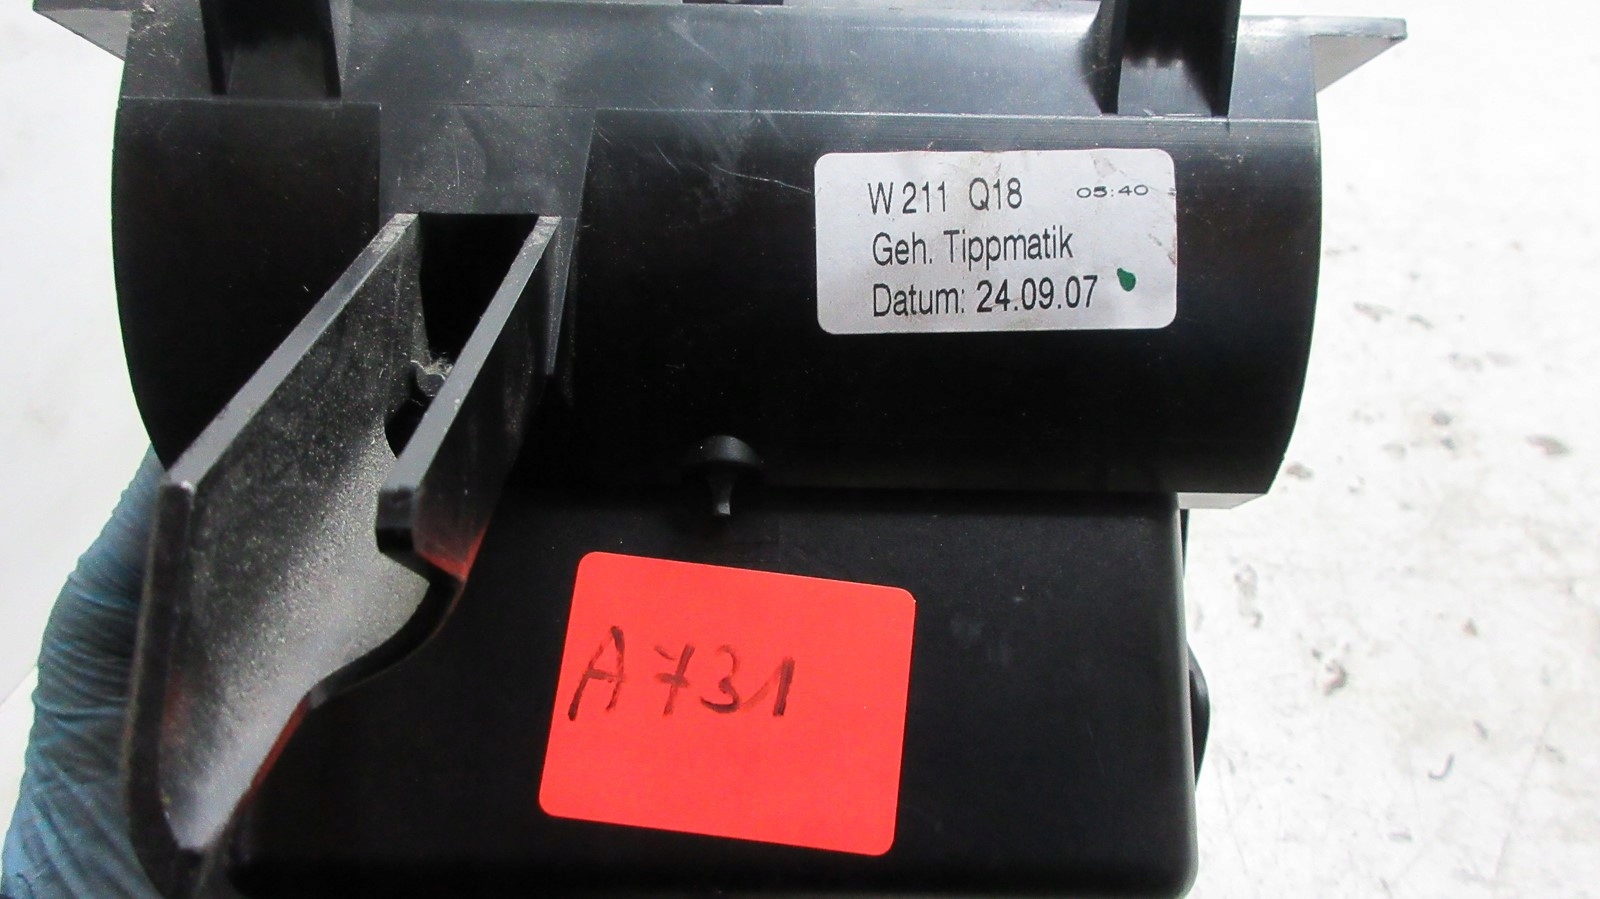 W 211 Q18 05:40
Geh. Tippmatik
Datum: 24.09.07
A731